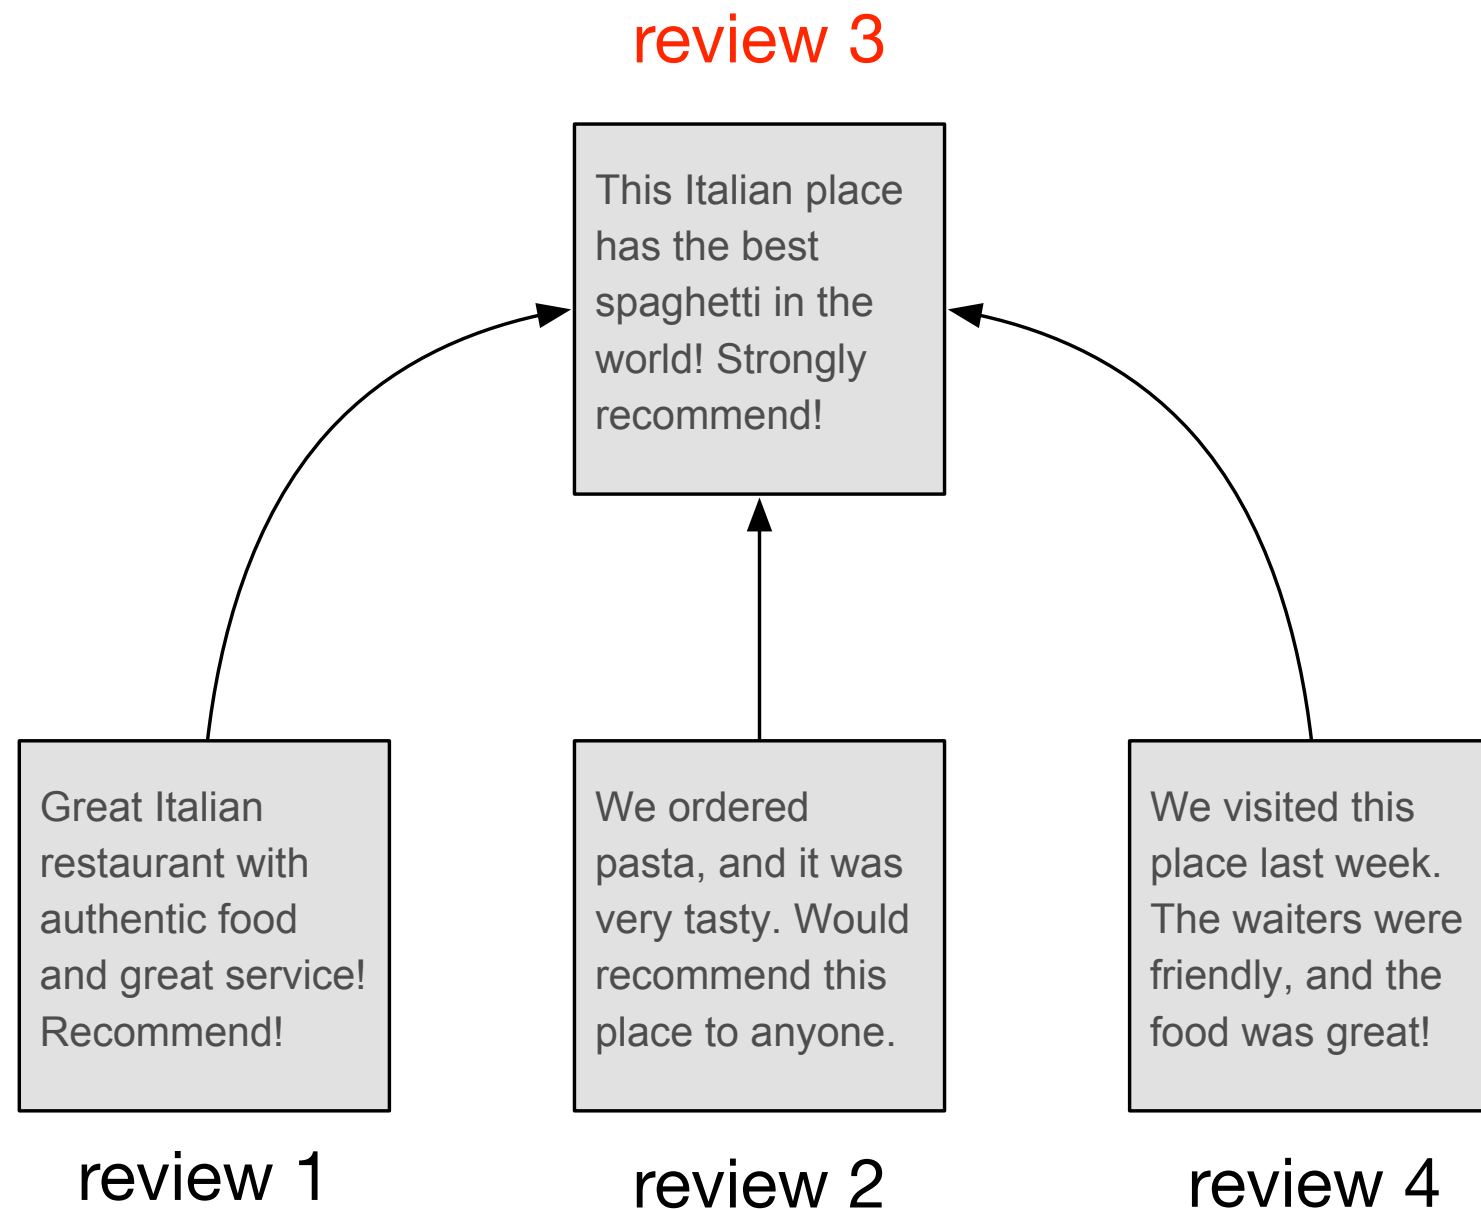 review 3
This Italian place
has the best
spaghetti in the
world! Strongly
recommend!
Great Italian
restaurant with
authentic food
and great service!
Recommend!
review 1
We ordered
pasta, and it was
very tasty. Would
recommend this
place to anyone.
review 2
We visited this
place last week.
The waiters were
friendly, and the
food was great!
review 4